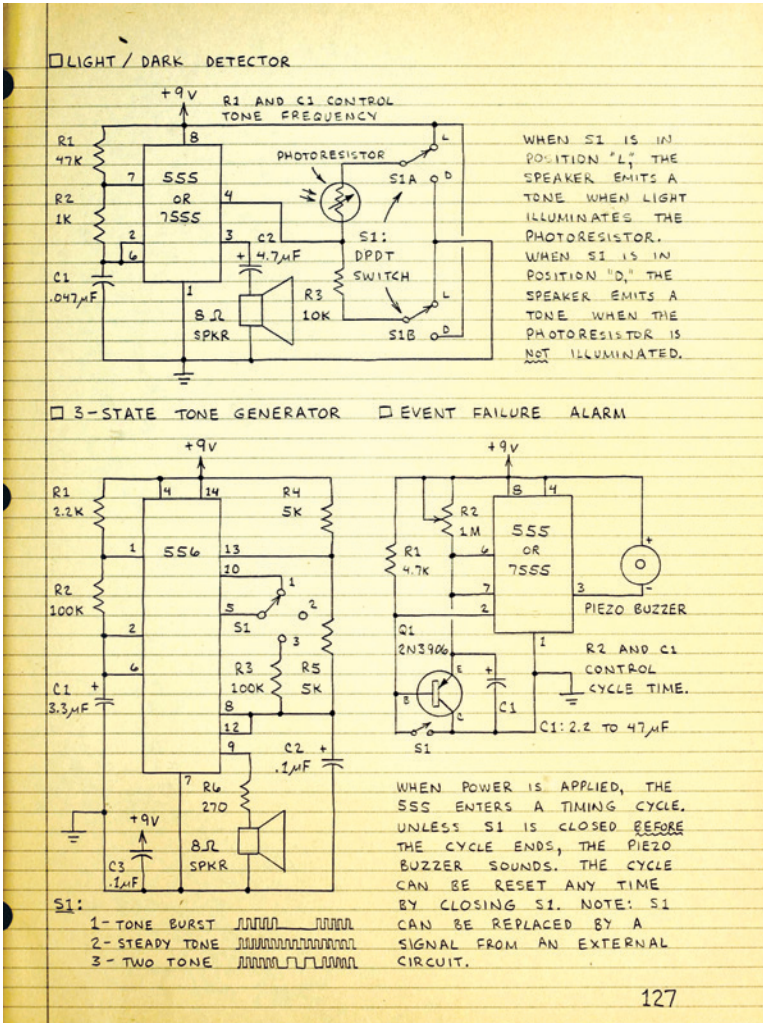 LIGHT / DARK DETECTOR
+9V
R1 AND C1 CONTROL
TONE FREQUENCY
R1
47K
8
7
555
OR
7555
4
R2
1K
2
6
3
C1
.047µF
1
C2
+
4.7µF
8Ω
SPKR
PHOTORESISTOR
L
S1A
D
S1:
DPDT
SWITCH
R3
10K
L
S1B
D
WHEN S1 IS IN
POSITION "L," THE
SPEAKER EMITS A
TONE WHEN LIGHT
ILLUMINATES THE
PHOTORESISTOR.
WHEN S1 IS IN
POSITION "D," THE
SPEAKER EMITS A
TONE WHEN THE
PHOTORESISTOR IS
NOT ILLUMINATED.
3-STATE TONE GENERATOR
+9V
R1
2.2K
4
14
R4
5K
1
556
13
10
1
R2
100K
5
S1
2
3
2
6
R3
100K
R5
5K
C1
+
3.3µF
8
12
9
7
C2
+
.1µF
R6
270
+9V
8Ω
SPKR
C3
.1µF
S1:
1- TONE BURST
2- STEADY TONE
3- TWO TONE
EVENT FAILURE ALARM
+9V
8
4
R2
1M
555
OR
7555
+
-
R1
4.7K
6
7
2
3
PIEZO BUZZER
1
Q1
2N3906
E
B
C
+
C1
S1
R2 AND C1
CONTROL
CYCLE TIME.
C1: 2.2 TO 47µF
WHEN POWER IS APPLIED, THE
555 ENTERS A TIMING CYCLE.
UNLESS S1 IS CLOSED BEFORE
THE CYCLE ENDS, THE PIEZO
BUZZER SOUNDS. THE CYCLE
CAN BE RESET ANY TIME
BY CLOSING S1. NOTE: S1
CAN BE REPLACED BY A
SIGNAL FROM AN EXTERNAL
CIRCUIT.
127